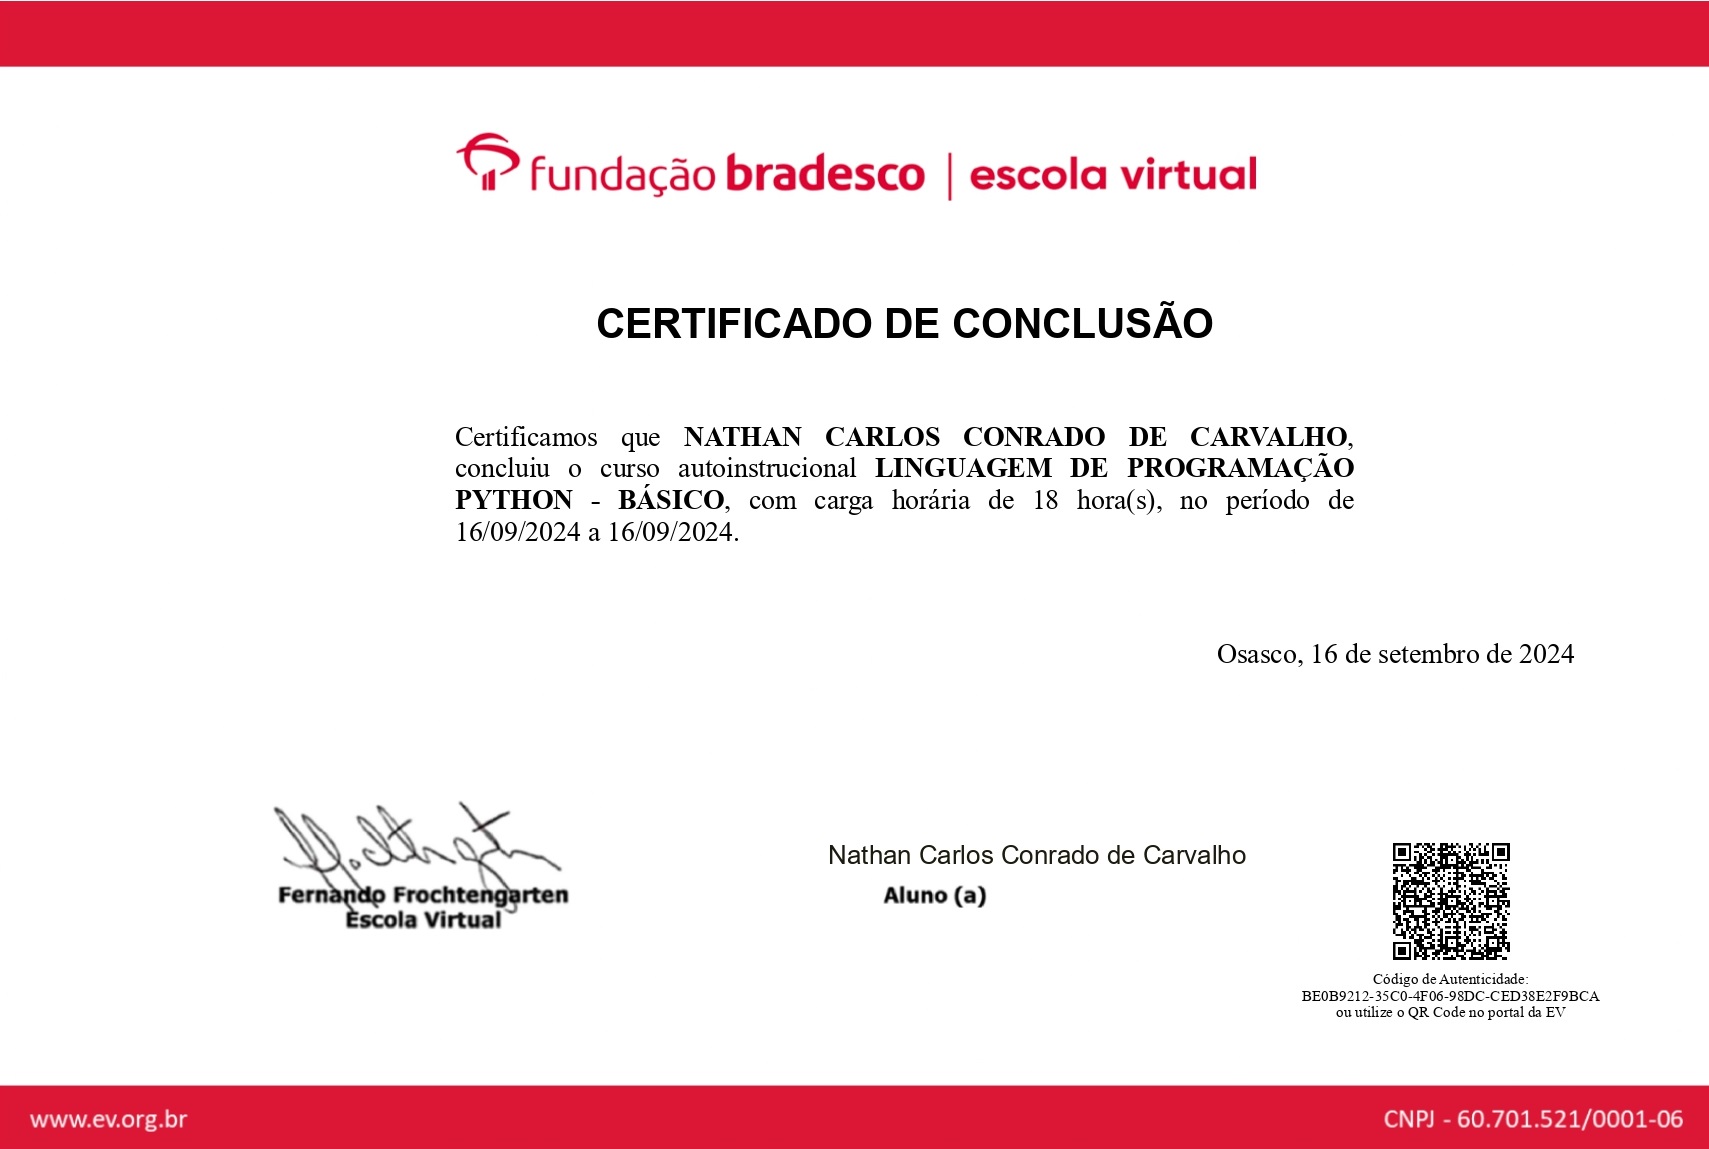 fundação bradesco | escola virtual
CERTIFICADO DE CONCLUSÃO
Certificamos que NATHAN CARLOS CONRADO DE CARVALHO,
concluiu o curso autoinstrucional LINGUAGEM DE PROGRAMAÇÃO
PYTHON - BÁSICO, com carga horária de 18 hora(s), no período de
16/09/2024 a 16/09/2024.
Osasco, 16 de setembro de 2024
Fernando Frochtengarten
Escola Virtual
Nathan Carlos Conrado de Carvalho
Aluno (a)
Código de Autenticidade:
BE0B9212-35C0-4F06-98DC-CED38E2F9BCA
ou utilize o QR Code no portal da EV
www.ev.org.br
CNPJ - 60.701.521/0001-06